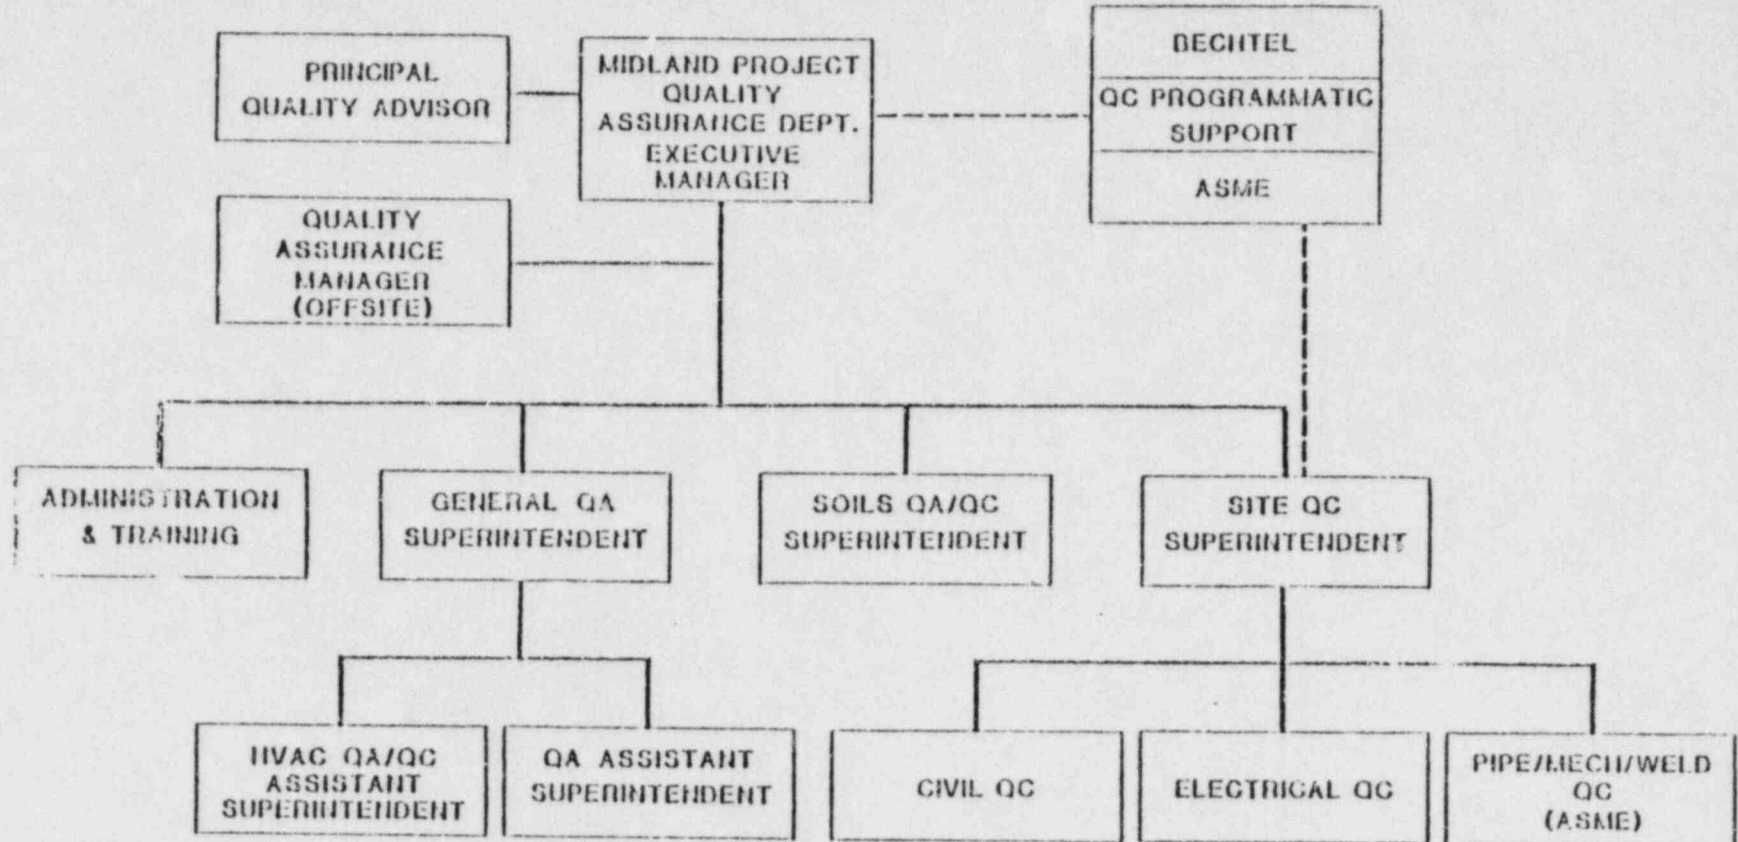 PRINCIPAL
QUALITY ADVISOR
MIDLAND PROJECT
QUALITY
ASSURANCE DEPT.
EXECUTIVE
MANAGER
BECHTEL
QC PROGRAMMATIC
SUPPORT
ASME
QUALITY
ASSURANCE
MANAGER
(OFFSITE)
ADMINISTRATION
& TRAINING
GENERAL QA
SUPERINTENDENT
SOILS QA/QC
SUPERINTENDENT
SITE QC
SUPERINTENDENT
HVAC QA/QC
ASSISTANT
SUPERINTENDENT
QA ASSISTANT
SUPERINTENDENT
CIVIL QC
ELECTRICAL QC
PIPE/MECH/WELD
QC
(ASME)